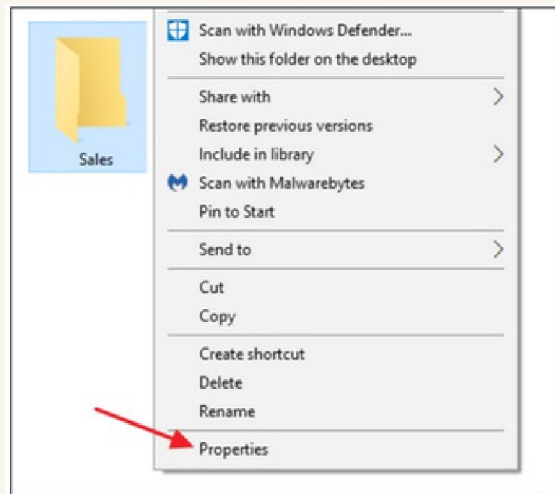 Sales
Scan with Windows Defender...
Show this folder on the desktop
Share with
Restore previous versions
Include in library
Scan with Malwarebytes
Pin to Start
Send to
Cut
Copy
Create shortcut
Delete
Rename
Properties